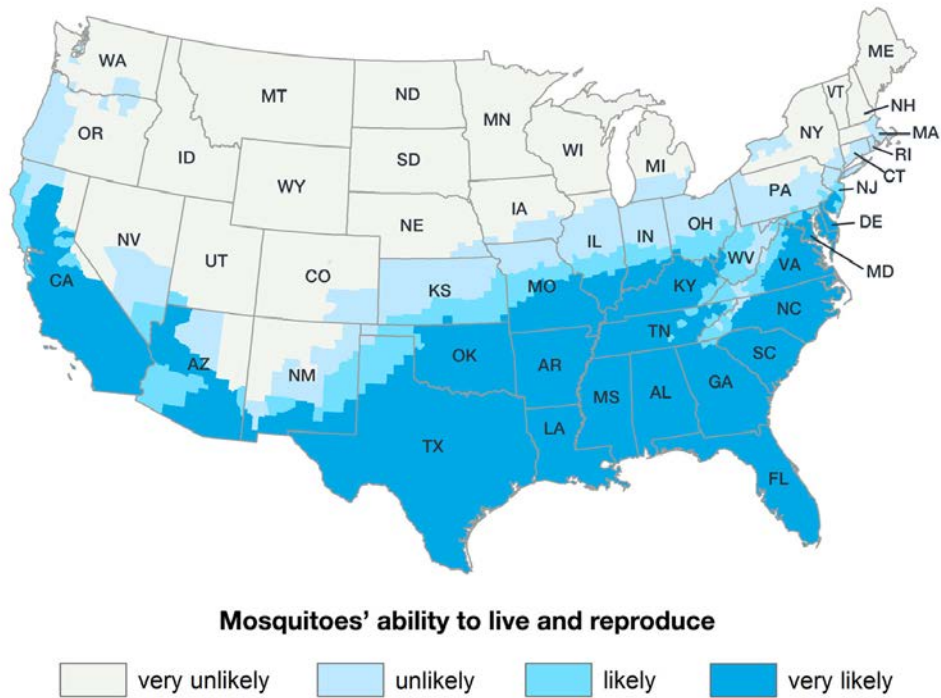 WA
MT
ND
MN
ME
VT
NH
OR
ID
SD
WI
MI
NY
MA
RI
CT
WY
IA
PA
NJ
NE
NV
UT
CO
IL
IN
OH
DE
WV
MD
CA
KS
MO
KY
VA
NC
TN
AZ
NM
OK
AR
SC
MS
AL
GA
TX
LA
FL
Mosquitoes' ability to live and reproduce
very unlikely unlikely likely very likely